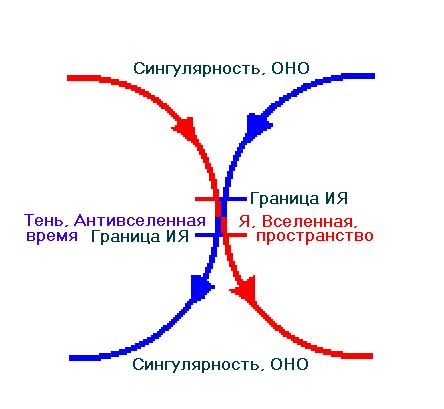 Сингулярность, ОНО
Граница ИЯ
Тень, Антивселенная
время
Граница ИЯ
Я, Вселенная,
пространство
Сингулярность, ОНО